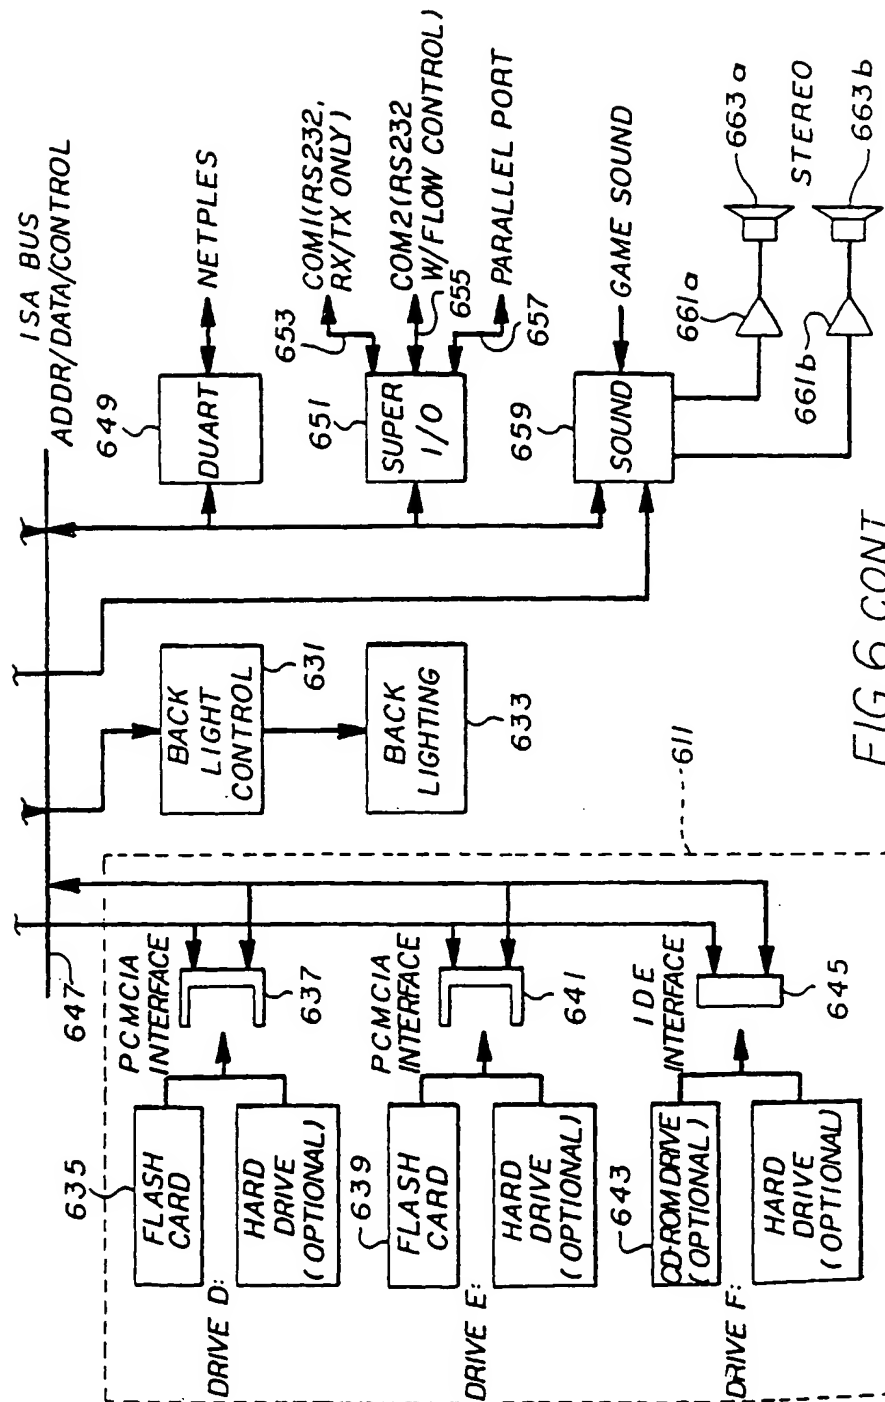 ISA BUS
ADDR/DATA/CONTROL
647
PCMCIA
INTERFACE
637
635
FLASH
CARD
HARD
DRIVE
(OPTIONAL)
DRIVE D:
PCMCIA
INTERFACE
641
639
FLASH
CARD
HARD
DRIVE
(OPTIONAL)
DRIVE E:
IDE
INTERFACE
645
643
CD-ROM DRIVE
(OPTIONAL)
HARD
DRIVE
(OPTIONAL)
DRIVE F:
611
BACK
LIGHT
CONTROL
631
BACK
LIGHTING
633
649
DUART
NETPLES
651
SUPER
I/O
653
COM1(RS232,
RX/TX ONLY)
COM2(RS232
W/FLOW CONTROL)
655
PARALLEL PORT
657
659
SOUND
GAME SOUND
661a
661b
663a
STEREO
663b
FIG 6 CONT